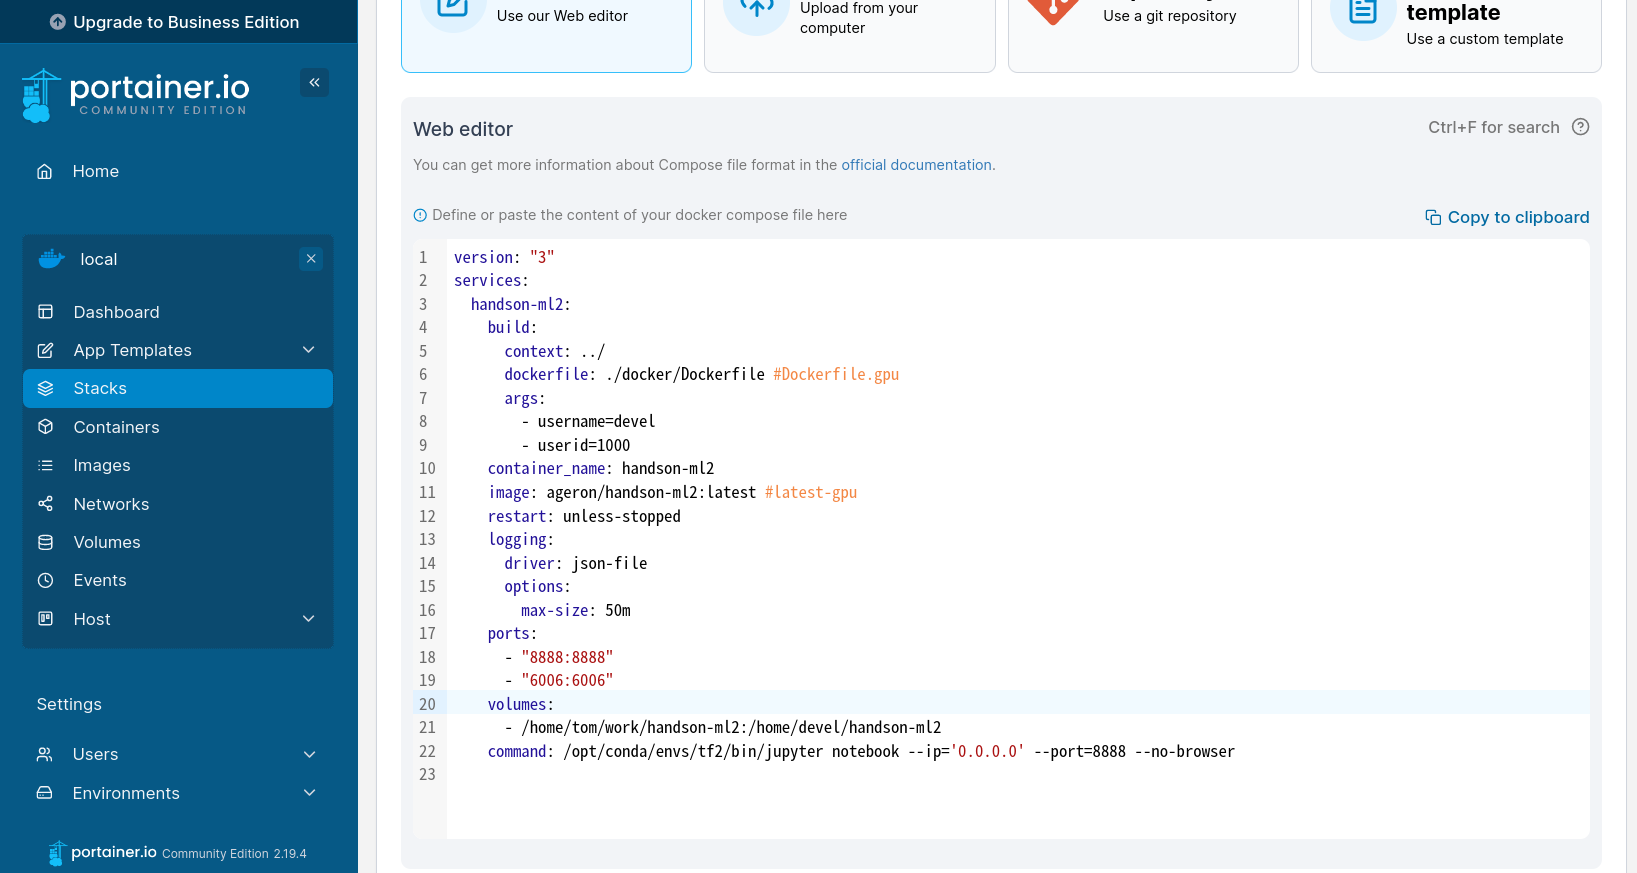 Upgrade to Business Edition
portainer.io
COMMUNITY EDITION
Home
local
Dashboard
App Templates
Stacks
Containers
Images
Networks
Volumes
Events
Host
Settings
Users
Environments
portainer.io Community Edition 2.19.4
Use our Web editor
Upload from your
computer
Use a git repository
template
Use a custom template
Web editor
Ctrl+F for search
You can get more information about Compose file format in the official documentation.
Define or paste the content of your docker compose file here
Copy to clipboard
1 version: "3"
2 services:
3   handson-ml2:
4     build:
5       context: ../
6       dockerfile: ./docker/Dockerfile #Dockerfile.gpu
7       args:
8         - username=devel
9         - userid=1000
10     container_name: handson-ml2
11     image: ageron/handson-ml2:latest #latest-gpu
12     restart: unless-stopped
13     logging:
14       driver: json-file
15       options:
16         max-size: 50m
17     ports:
18       - "8888:8888"
19       - "6006:6006"
20     volumes:
21       - /home/tom/work/handson-ml2:/home/devel/handson-ml2
22     command: /opt/conda/envs/tf2/bin/jupyter notebook --ip='0.0.0.0' --port=8888 --no-browser
23